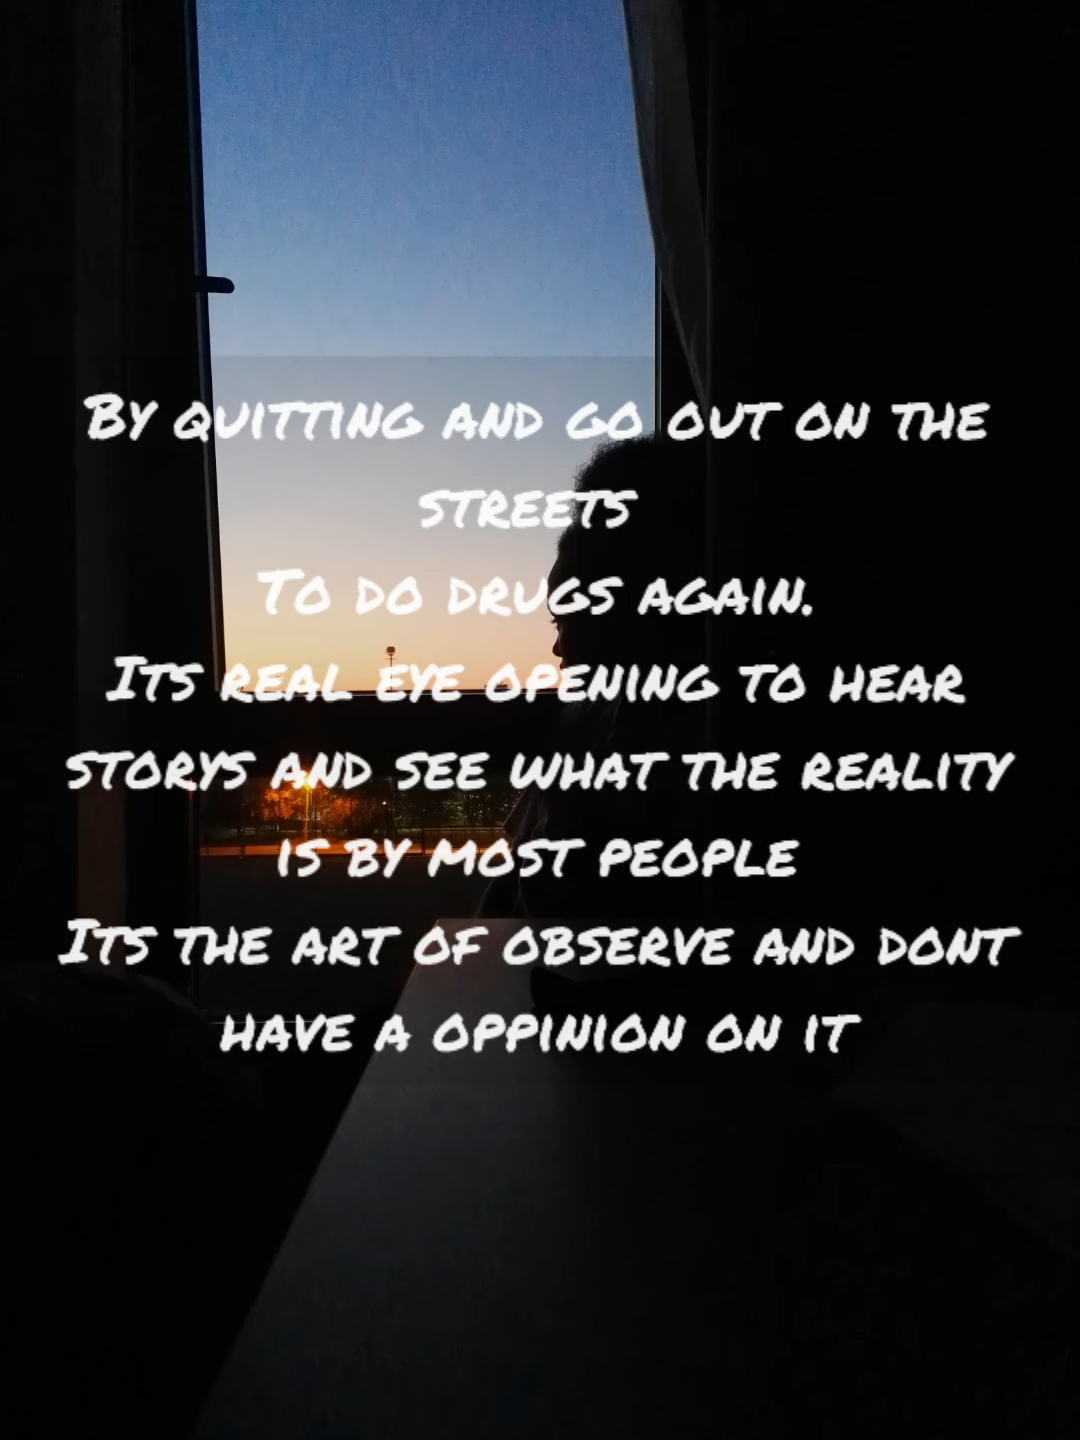 By quitting and go out on the
streets
To do drugs again.
Its real eye opening to hear
storys and see what the reality
is by most people
Its the art of observe and dont
have a oppinion on it